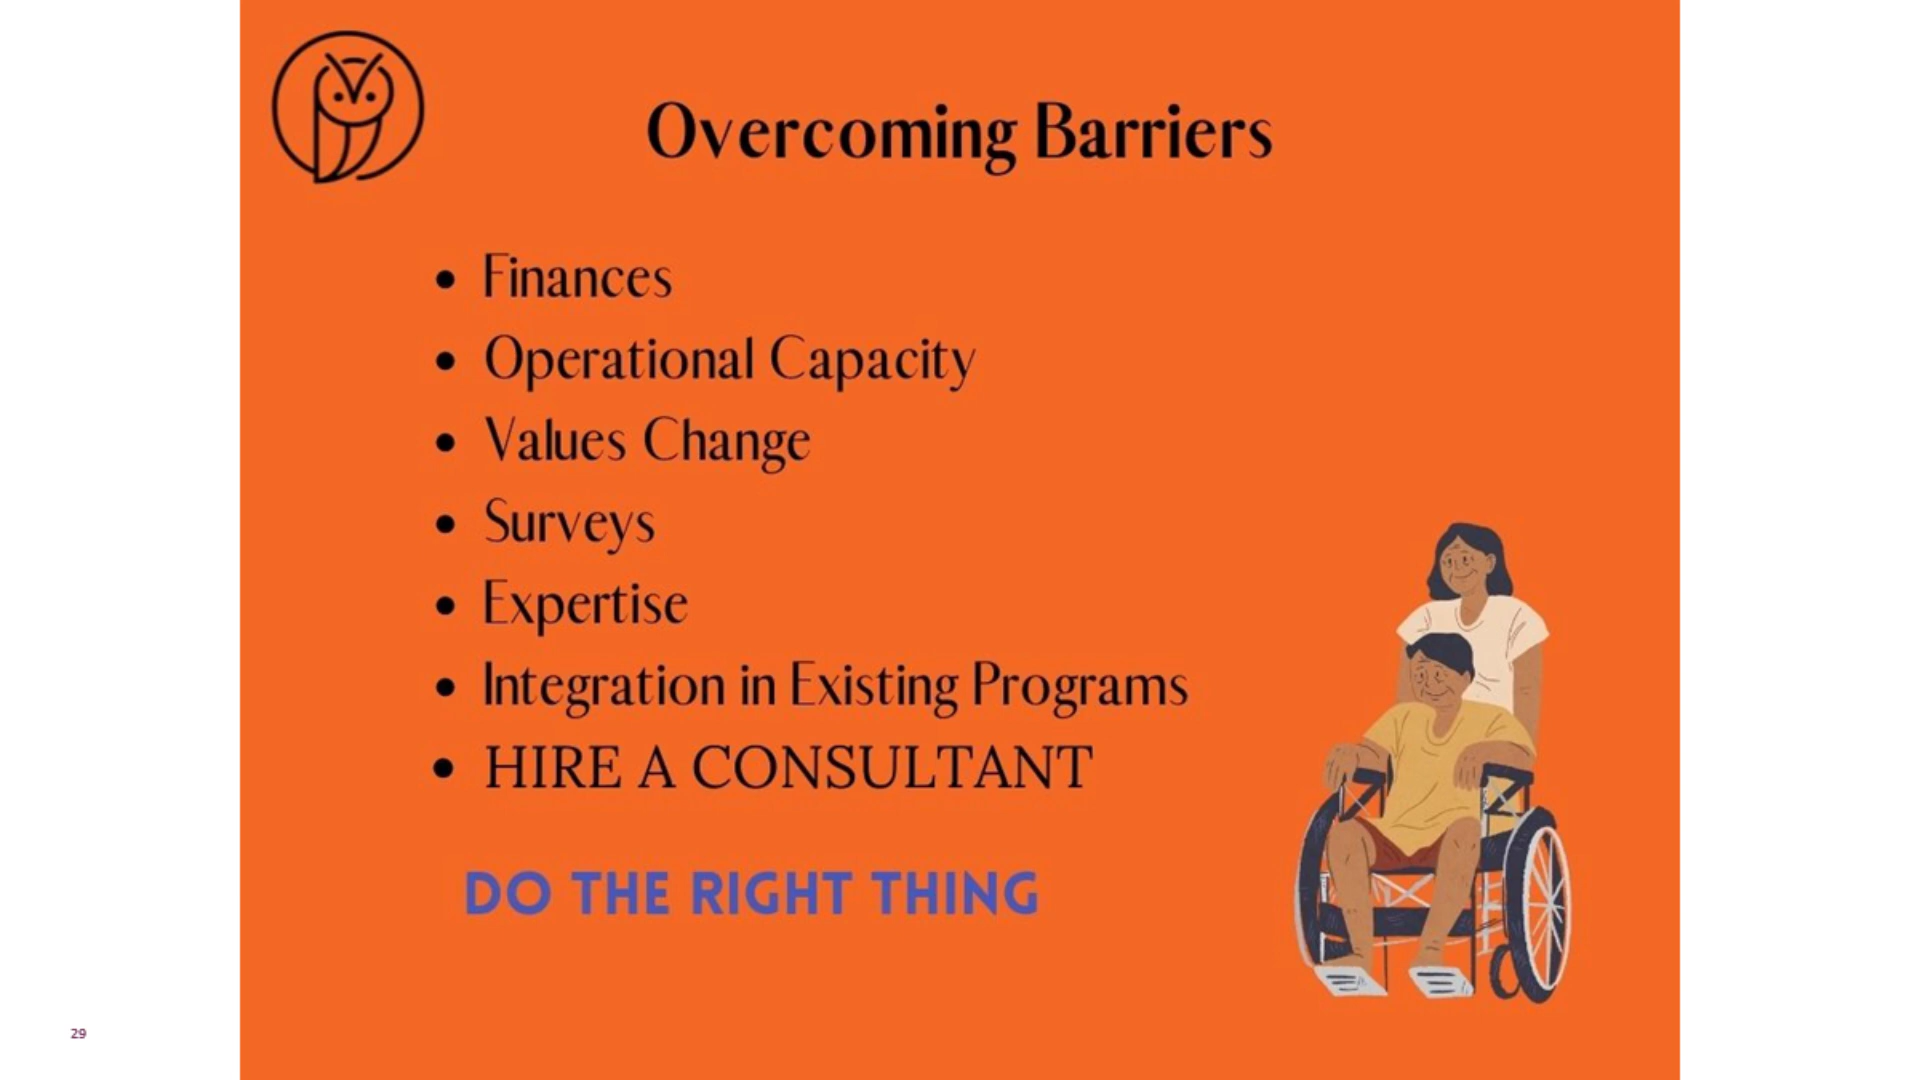 Overcoming Barriers
• Finances
• Operational Capacity
• Values Change
• Surveys
• Expertise
• Integration in Existing Programs
• HIRE A CONSULTANT
DO THE RIGHT THING
29